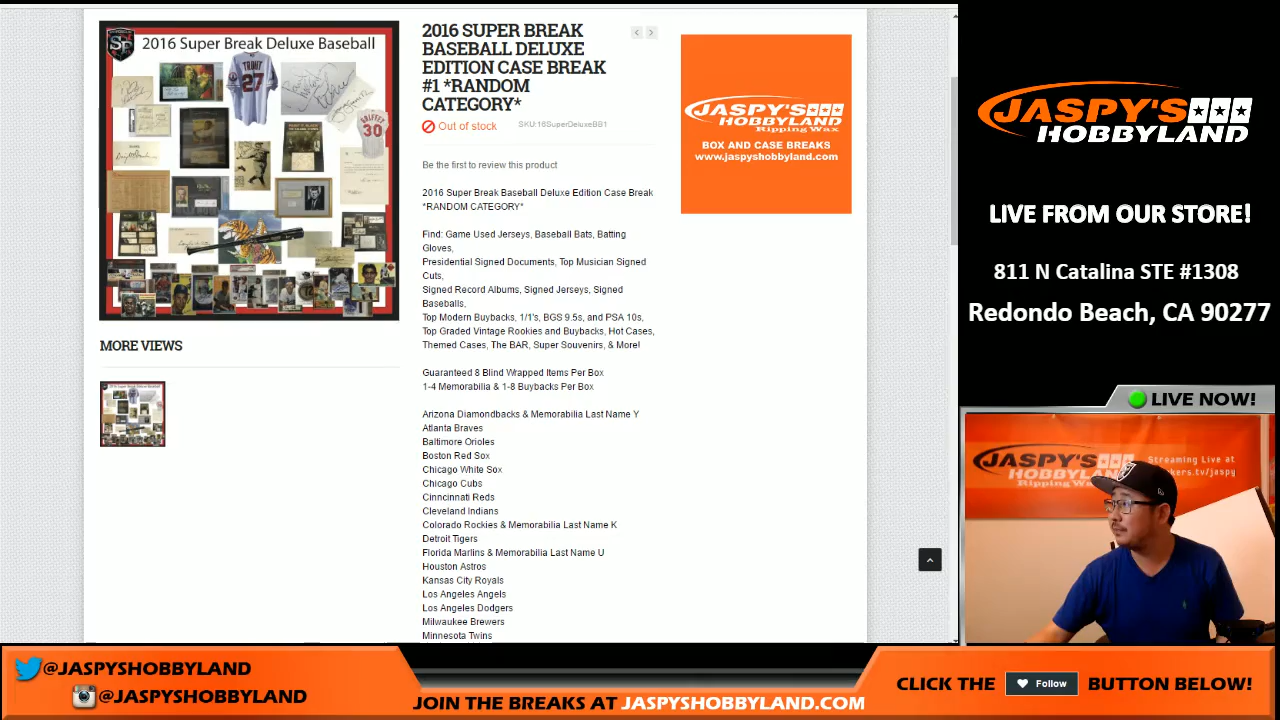 2016 Super Break Deluxe Baseball
TROUT
27
30
MORE VIEWS
2016 SUPER BREAK
BASEBALL DELUXE
EDITION CASE BREAK
#1 *RANDOM
CATEGORY*
Out of stock
SKU:16SuperDeluxeBB1
Be the first to review this product
2016 Super Break Baseball Deluxe Edition Case Break
*RANDOM CATEGORY*
Find: Game Used Jerseys, Baseball Bats, Batting
Gloves,
Presidential Signed Documents, Top Musician Signed
Cuts,
Signed Record Albums, Signed Jerseys, Signed
Baseballs,
Top Modern Buybacks, 1/1's, BGS 9.5s, and PSA 10s,
Top Graded Vintage Rookies and Buybacks, Hot Cases,
Themed Cases, The BAR, Super Souvenirs, & More!
Guaranteed 8 Blind Wrapped Items Per Box
1-4 Memorabilia & 1-8 Buybacks Per Box
Arizona Diamondbacks & Memorabilia Last Name Y
Atlanta Braves
Baltimore Orioles
Boston Red Sox
Chicago White Sox
Chicago Cubs
Cinncinnati Reds
Cleveland Indians
Colorado Rockies & Memorabilia Last Name K
Detroit Tigers
Florida Marlins & Memorabilia Last Name U
Houston Astros
Kansas City Royals
Los Angeles Angels
Los Angeles Dodgers
Milwaukee Brewers
Minnesota Twins
JASPY'S
HOBBYLAND
Ripping Wax
BOX AND CASE BREAKS
www.jaspyshobbyland.com
JASPY'S
HOBBYLAND
LIVE FROM OUR STORE!
811 N Catalina STE #1308
Redondo Beach, CA 90277
LIVE NOW!
JASPY'S
HOBBYLAND
Ripping Wax
Streaming Live at
kers.tv/jaspy
@JASPYSHOBBYLAND
@JASPYSHOBBYLAND
JOIN THE BREAKS AT JASPYSHOBBYLAND.COM
CLICK THE Follow BUTTON BELOW!